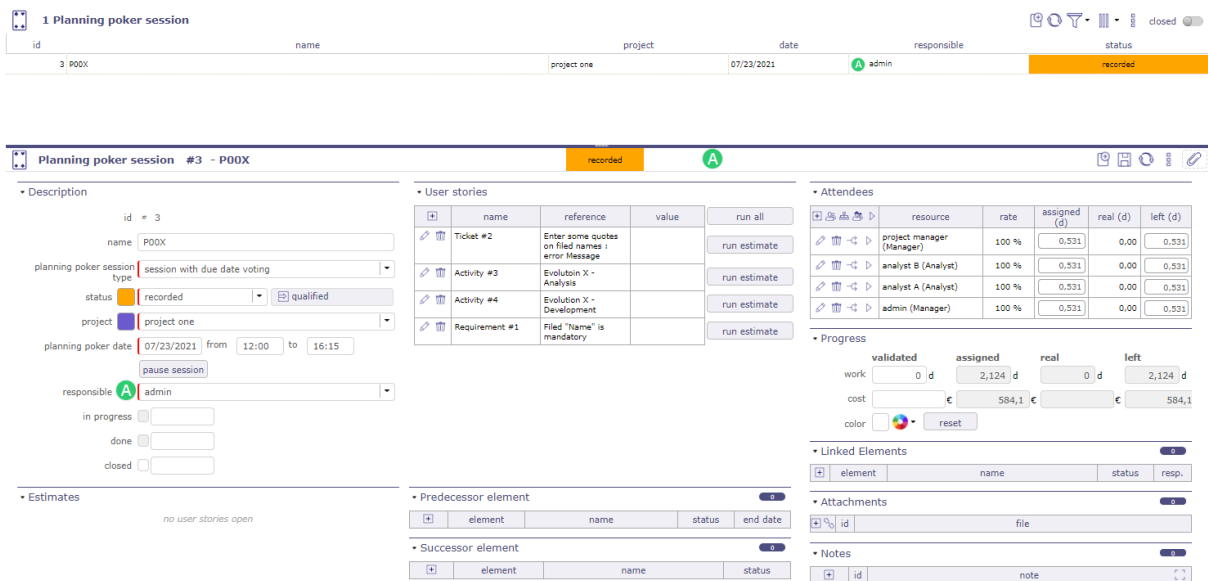 1 Planning poker session
closed
id name project date responsible status
3 P00X project one 07/23/2021 A admin recorded
Planning poker session #3 - P00X recorded A
Description
id # 3
name P00X
planning poker session type session with due date voting
status recorded qualified
project project one
planning poker date 07/23/2021 from 12:00 to 16:15
pause session
responsible A admin
in progress
done
closed
Estimates
no user stories open
User stories
name reference value run all
Ticket #2 Enter some quotes on filed names : error Message run estimate
Activity #3 Evolutoin X - Analysis run estimate
Activity #4 Evolution X - Development run estimate
Requirement #1 Filed "Name" is mandatory run estimate
Predecessor element 0
element name status end date
Successor element 0
element name status
Attendees
resource rate assigned (d) real (d) left (d)
project manager (Manager) 100 % 0,531 0,00 0,531
analyst B (Analyst) 100 % 0,531 0,00 0,531
analyst A (Analyst) 100 % 0,531 0,00 0,531
admin (Manager) 100 % 0,531 0,00 0,531
Progress
validated assigned real left
work 0 d 2,124 d 0 d 2,124 d
cost € 584,1 € € 584,1
color reset
Linked Elements 0
element name status resp.
Attachments 0
id file
Notes 0
id note